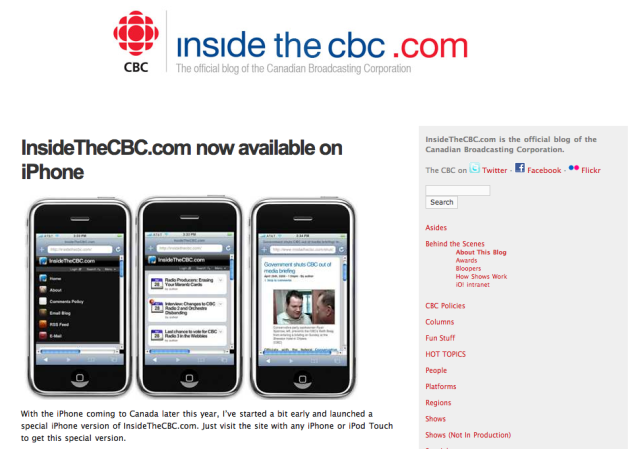 CBC
inside the cbc .com
The official blog of the Canadian Broadcasting Corporation
InsideTheCBC.com now available on
iPhone
InsideTheCBC.com
Home
About
Comments Policy
Email Blog
RSS Feed
E-Mail
InsideTheCBC.com
Radio Producers: Erasing
Your Maranto Cards
Interview: Changes to CBC
Radio 2 and Orchestra
Disbanding
Last chance to vote for CBC
Radio 3 in the Webbies
Government shuts CBC out of
media briefing
With the iPhone coming to Canada later this year, I've started a bit early and launched a
special iPhone version of InsideTheCBC.com. Just visit the site with any iPhone or iPod Touch
to get this special version.
InsideTheCBC.com is the official blog of the
Canadian Broadcasting Corporation.
The CBC on Twitter - Facebook - Flickr
Search
Asides
Behind the Scenes
About This Blog
Awards
Bloopers
How Shows Work
iO! intranet
CBC Policies
Columns
Fun Stuff
HOT TOPICS
People
Platforms
Regions
Shows
Shows (Not In Production)